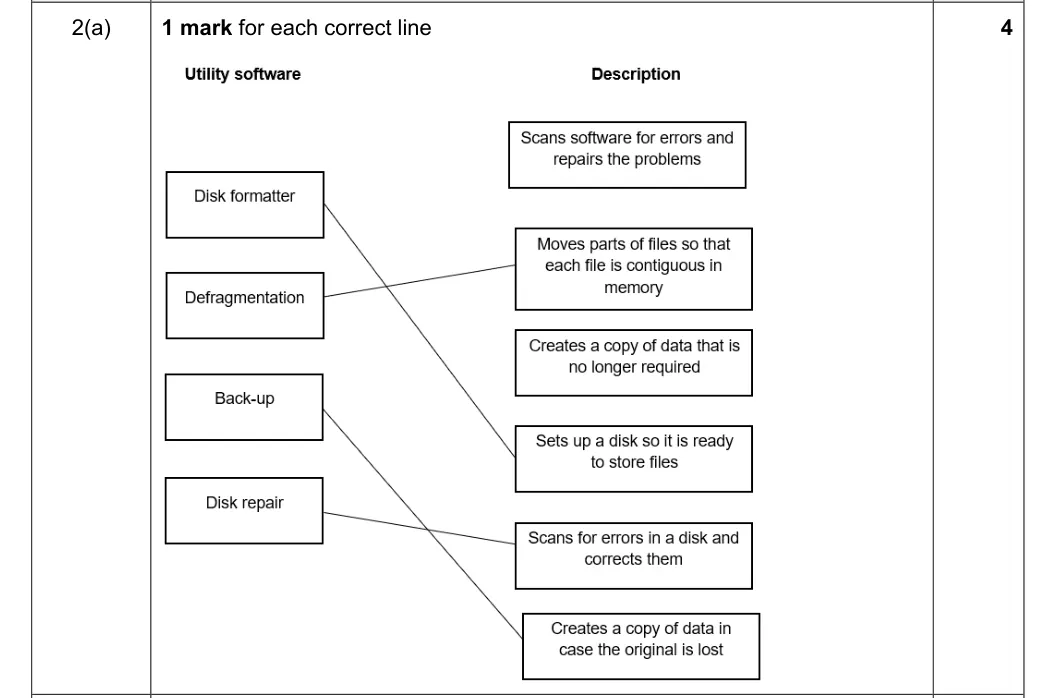 2(a)
1 mark for each correct line
4
Utility software
Description
Scans software for errors and
repairs the problems
Disk formatter
Moves parts of files so that
each file is contiguous in
memory
Defragmentation
Creates a copy of data that is
no longer required
Back-up
Sets up a disk so it is ready
to store files
Disk repair
Scans for errors in a disk and
corrects them
Creates a copy of data in
case the original is lost